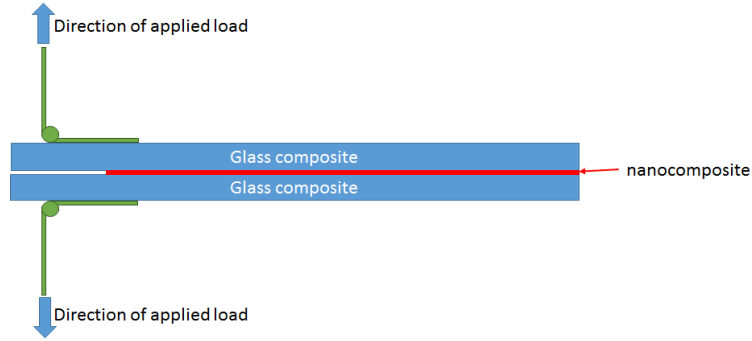 Direction of applied load
Glass composite
Glass composite
nanocomposite
Direction of applied load